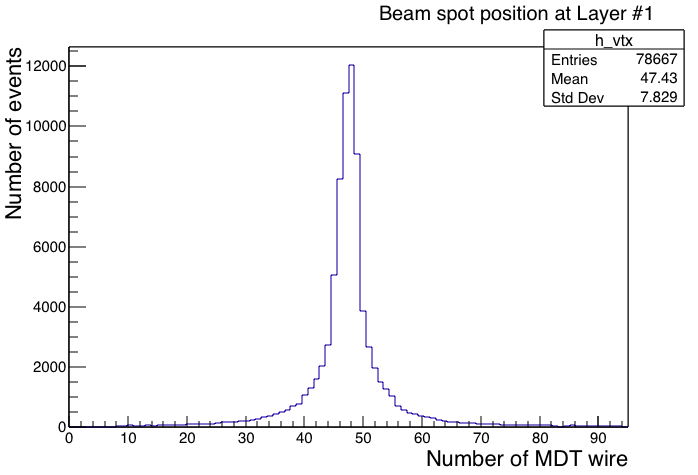 Beam spot position at Layer #1
h_vtx
Entries 78667
Mean 47.43
Std Dev 7.829
Number of events
12000
10000
8000
6000
4000
2000
0
0 10 20 30 40 50 60 70 80 90
Number of MDT wire